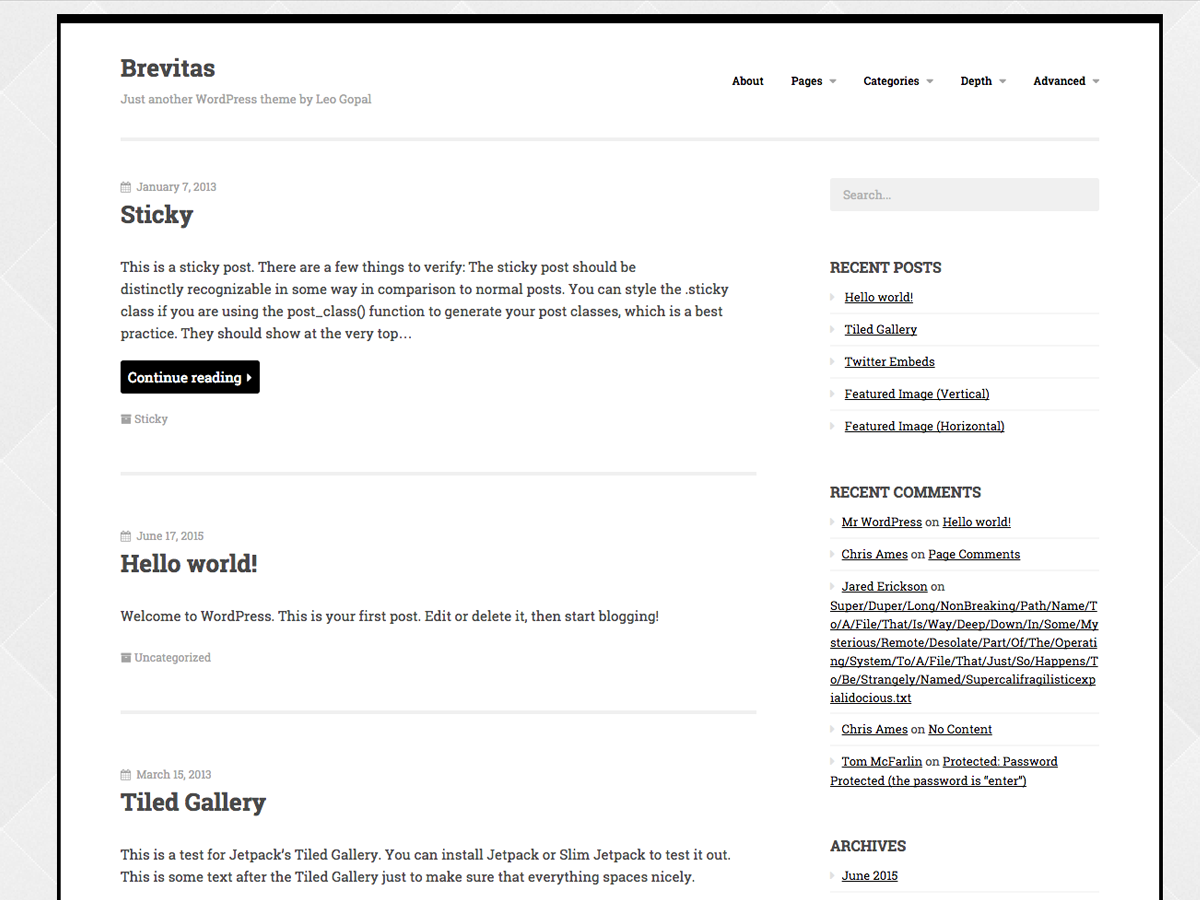 Brevitas
Just another WordPress theme by Leo Gopal
About Pages Categories Depth Advanced
January 7, 2013
Sticky
This is a sticky post. There are a few things to verify: The sticky post should be
distinctly recognizable in some way in comparison to normal posts. You can style the .sticky
class if you are using the post_class() function to generate your post classes, which is a best
practice. They should show at the very top…
Continue reading
Sticky
June 17, 2015
Hello world!
Welcome to WordPress. This is your first post. Edit or delete it, then start blogging!
Uncategorized
March 15, 2013
Tiled Gallery
This is a test for Jetpack’s Tiled Gallery. You can install Jetpack or Slim Jetpack to test it out.
This is some text after the Tiled Gallery just to make sure that everything spaces nicely.
Search...
RECENT POSTS
Hello world!
Tiled Gallery
Twitter Embeds
Featured Image (Vertical)
Featured Image (Horizontal)
RECENT COMMENTS
Mr WordPress on Hello world!
Chris Ames on Page Comments
Jared Erickson on
Super/Duper/Long/NonBreaking/Path/Name/T
o/A/File/That/Is/Way/Deep/Down/In/Some/My
sterious/Remote/Desolate/Part/Of/The/Operati
ng/System/To/A/File/That/Just/So/Happens/T
o/Be/Strangely/Named/Supercalifragilisticexp
ialidocious.txt
Chris Ames on No Content
Tom McFarlin on Protected: Password
Protected (the password is “enter”)
ARCHIVES
June 2015